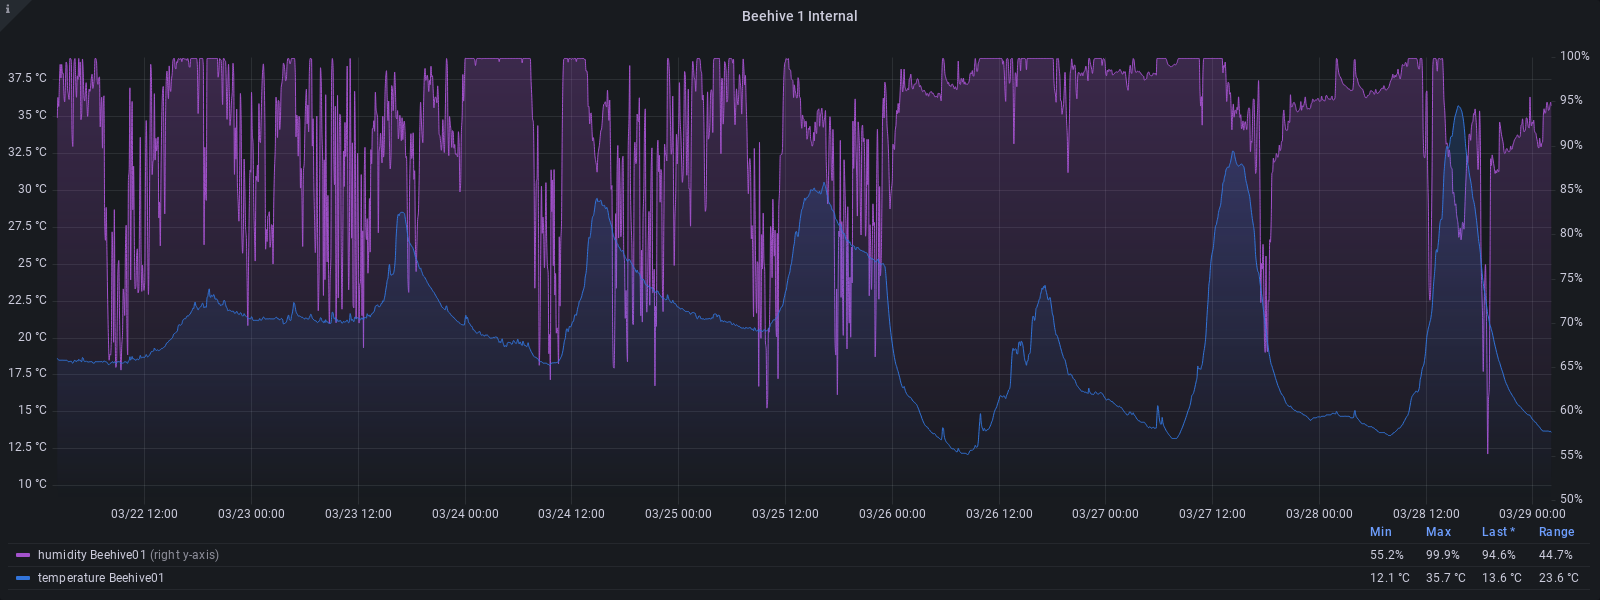 i
Beehive 1 Internal
37.5 °C
35 °C
32.5 °C
30 °C
27.5 °C
25 °C
22.5 °C
20 °C
17.5 °C
15 °C
12.5 °C
10 °C
100%
95%
90%
85%
80%
75%
70%
65%
60%
55%
50%
03/22 12:00 03/23 00:00 03/23 12:00 03/24 00:00 03/24 12:00 03/25 00:00 03/25 12:00 03/26 00:00 03/26 12:00 03/27 00:00 03/27 12:00 03/28 00:00 03/28 12:00 03/29 00:00
Min Max Last * Range
humidity Beehive01 (right y-axis) 55.2% 99.9% 94.6% 44.7%
temperature Beehive01 12.1 °C 35.7 °C 13.6 °C 23.6 °C